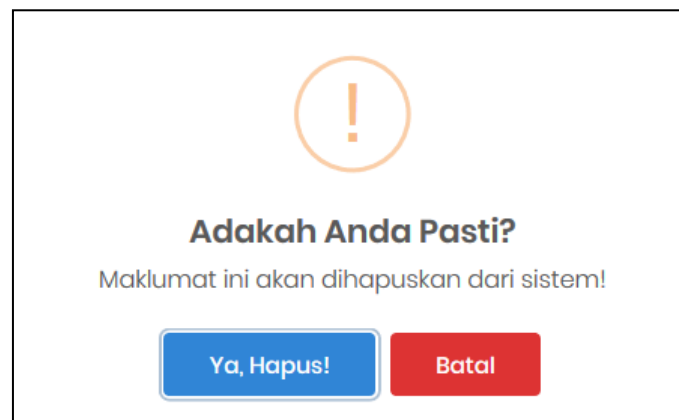 !
Adakah Anda Pasti?
Maklumat ini akan dihapuskan dari sistem!
Ya, Hapus!
Batal